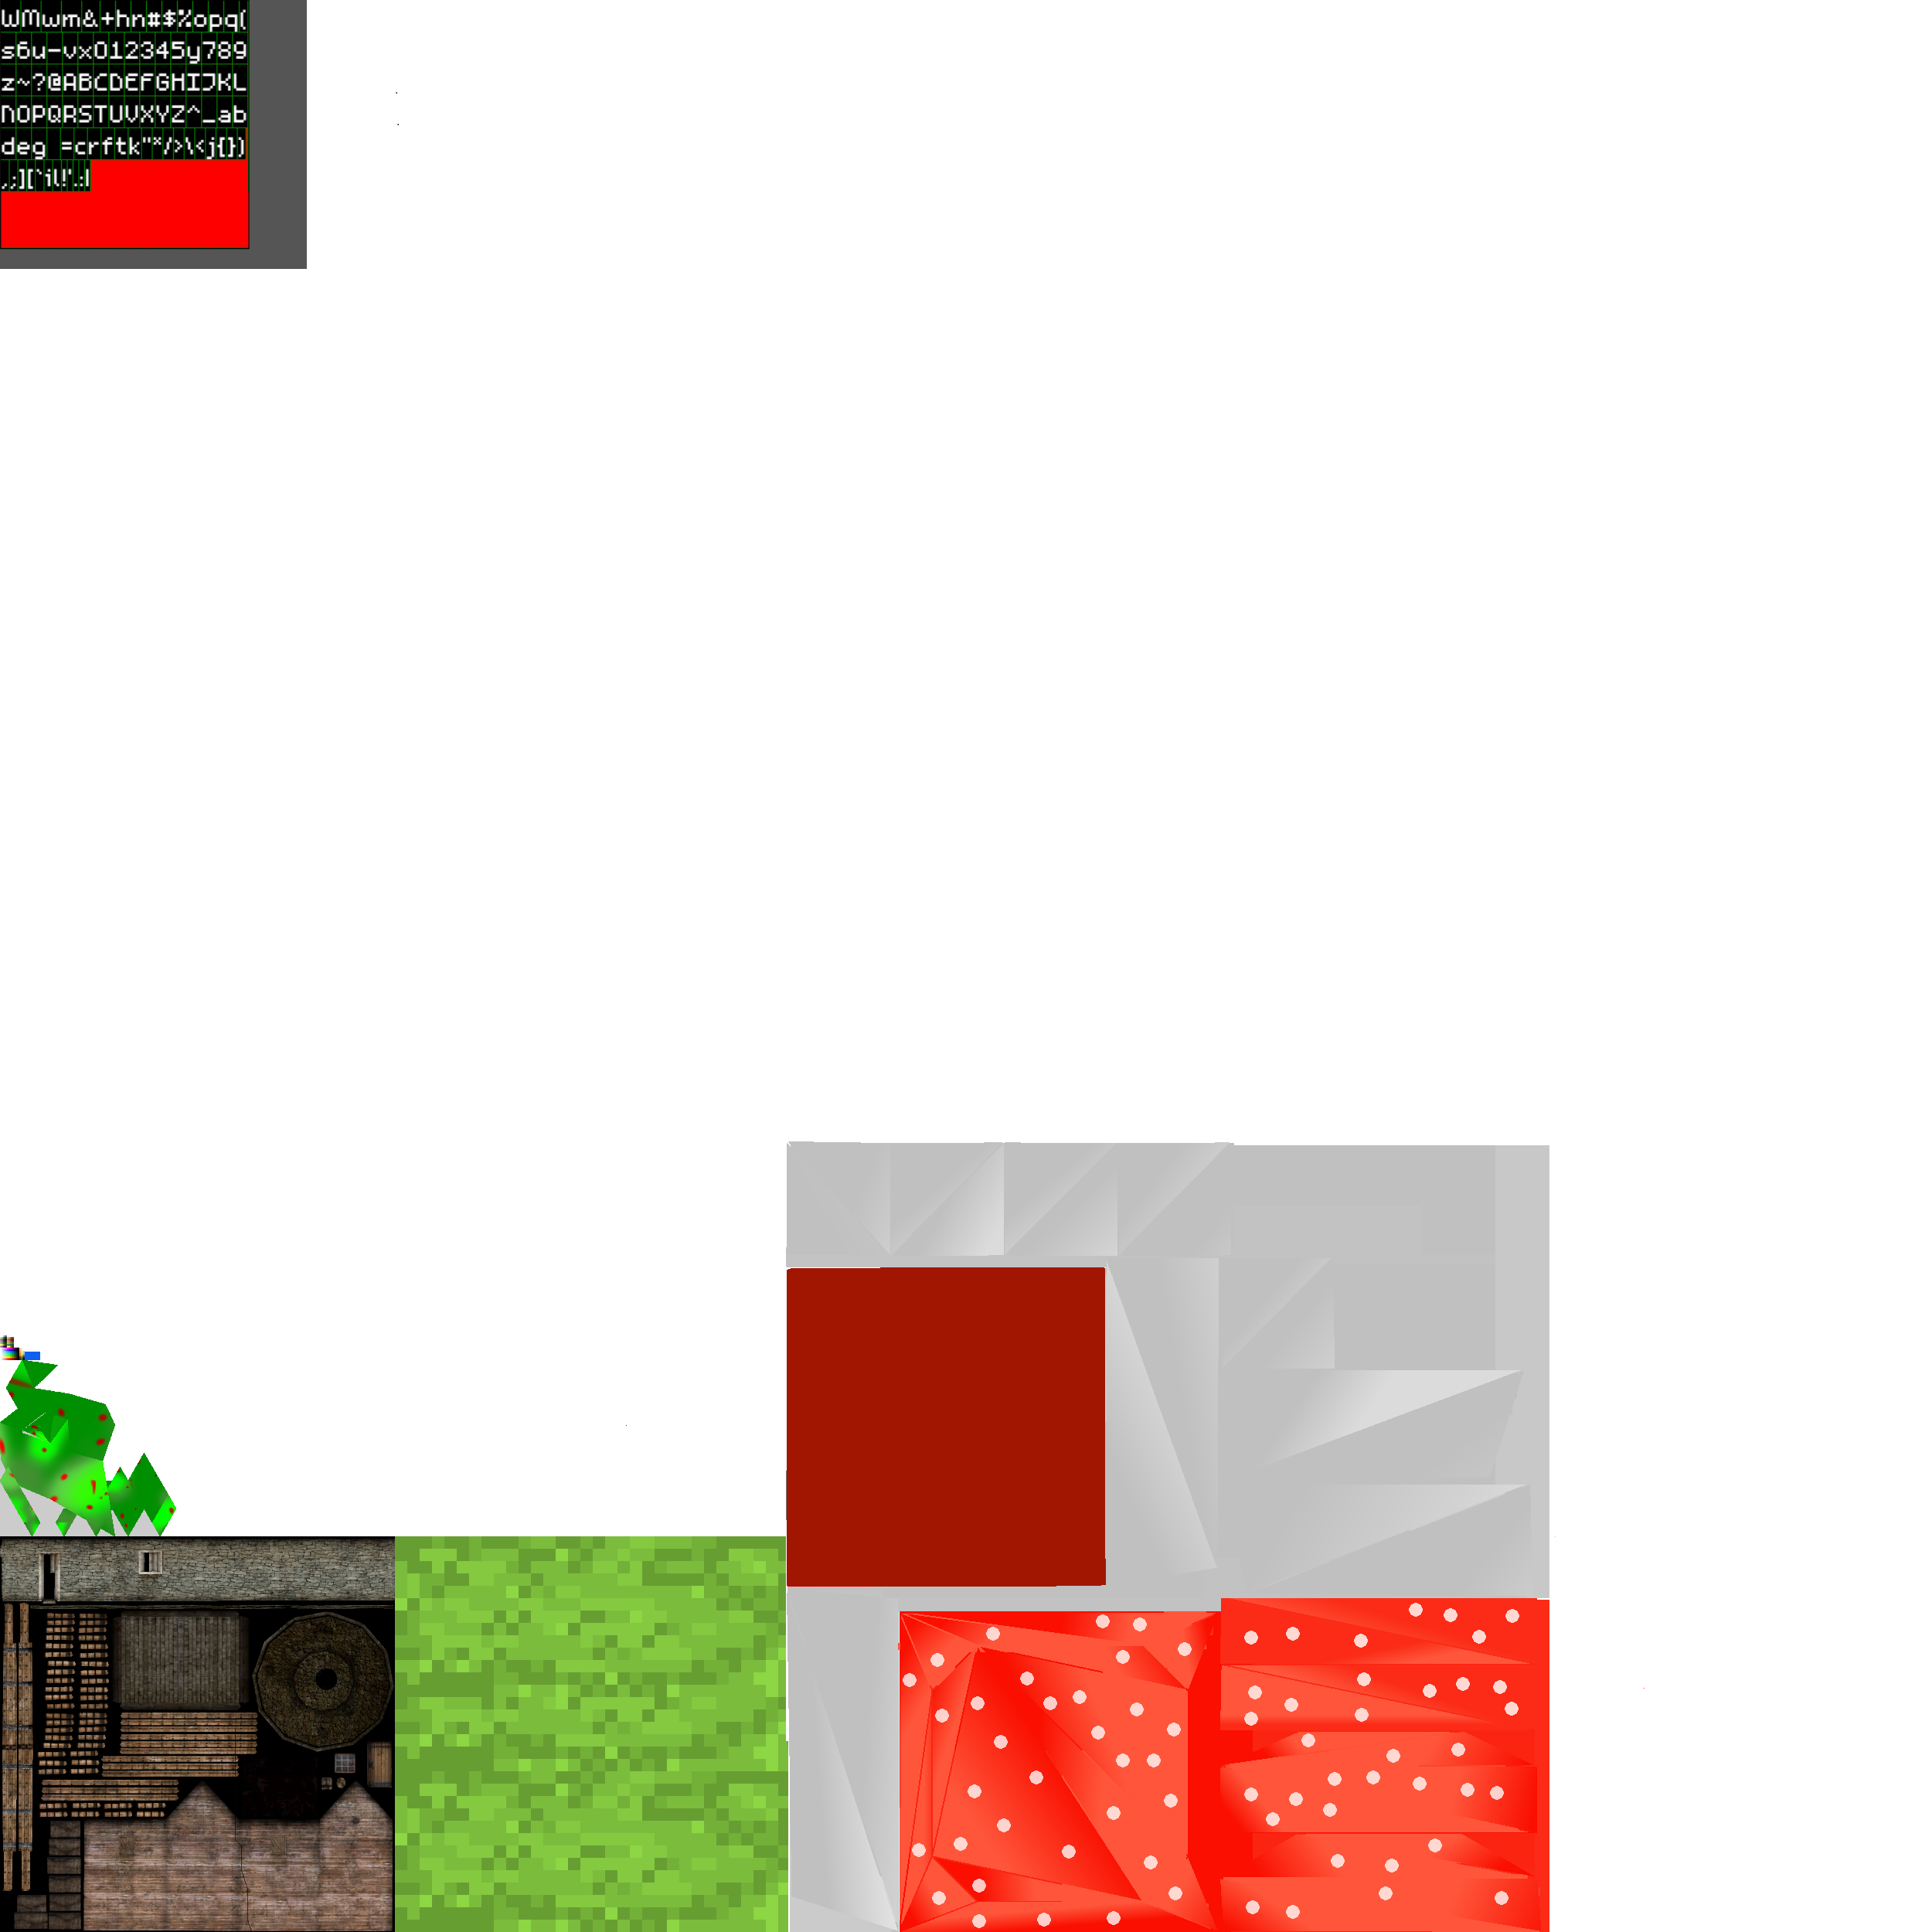 WMwm&+hn#$%opq(
s6u-vx012345y789
z~?@ABCDEFGHIJKL
NOPQRSTUVXYZ^_ab
deg =crftk"*/>\<j{})
,;][`il!'.:|